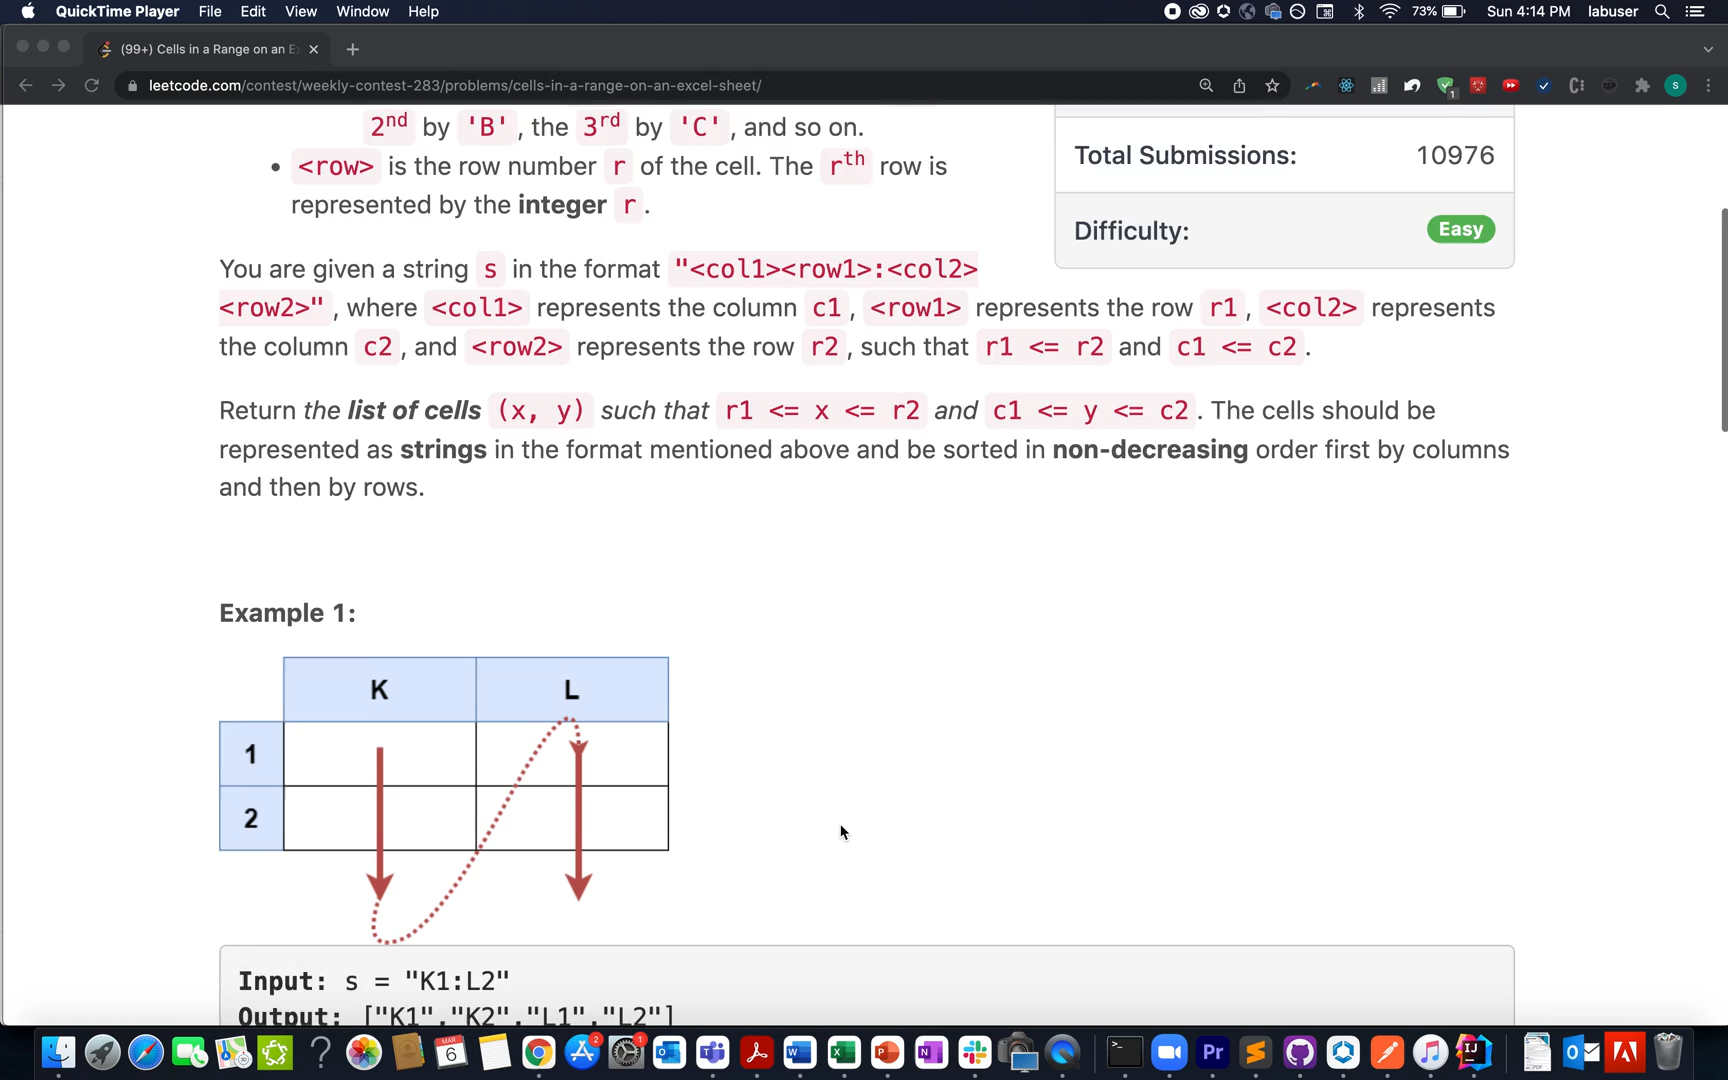 QuickTime Player File Edit View Window Help
73% Sun 4:14 PM labuser
(99+) Cells in a Range on an E
leetcode.com/contest/weekly-contest-283/problems/cells-in-a-range-on-an-excel-sheet/
2nd by 'B', the 3rd by 'C', and so on.
<row> is the row number r of the cell. The rth row is
represented by the integer r.
Total Submissions: 10976
Difficulty: Easy
You are given a string s in the format "<col1><row1>:<col2>
<row2>", where <col1> represents the column c1, <row1> represents the row r1, <col2> represents
the column c2, and <row2> represents the row r2, such that r1 <= r2 and c1 <= c2.
Return the list of cells (x, y) such that r1 <= x <= r2 and c1 <= y <= c2. The cells should be
represented as strings in the format mentioned above and be sorted in non-decreasing order first by columns
and then by rows.
Example 1:
K L
1
2
Input: s = "K1:L2"
Output: ["K1","K2","L1","L2"]